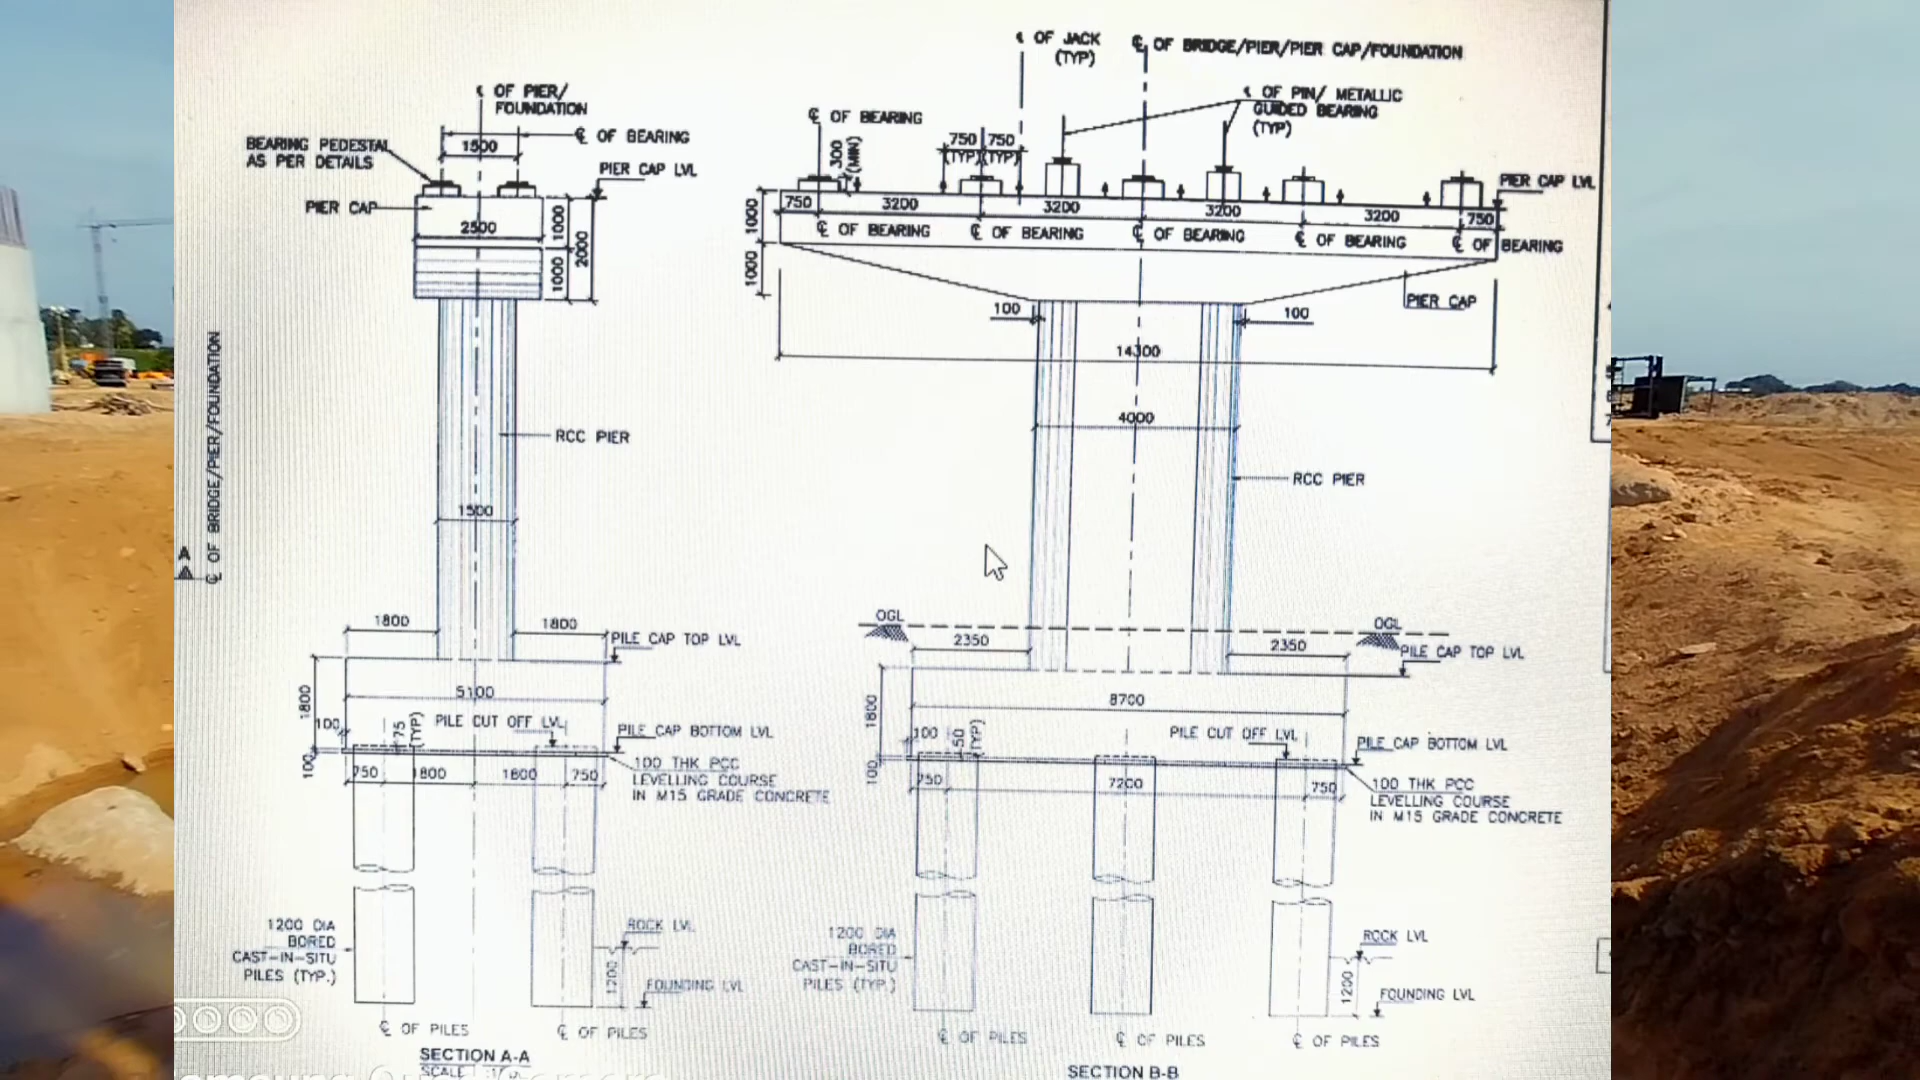 ℄ OF PIER/
FOUNDATION
℄ OF BEARING
BEARING PEDESTAL
AS PER DETAILS
1500
PIER CAP LVL
PIER CAP
2500
1000
1000
2000
RCC PIER
1500
℄ OF BRIDGE/PIER/FOUNDATION
A
1800
1800
PILE CAP TOP LVL
5100
1800
100
75
(TYP)
PILE CUT OFF LVL
PILE CAP BOTTOM LVL
100
750
1800
1800
750
100 THK PCC
LEVELLING COURSE
IN M15 GRADE CONCRETE
1200 DIA
BORED
CAST-IN-SITU
PILES (TYP.)
ROCK LVL
1200
FOUNDING LVL
℄ OF PILES
℄ OF PILES
SECTION A-A
SCALE
℄ OF JACK
(TYP)
℄ OF BRIDGE/PIER/PIER CAP/FOUNDATION
℄ OF PIN/ METALLIC
GUIDED BEARING
(TYP)
℄ OF BEARING
300
(MIN)
750
(TYP)
750
(TYP)
PIER CAP LVL
750
3200
3200
3200
3200
750
1000
1000
℄ OF BEARING
℄ OF BEARING
℄ OF BEARING
℄ OF BEARING
℄ OF BEARING
PIER CAP
100
100
14300
4000
RCC PIER
OGL
OGL
2350
2350
PILE CAP TOP LVL
8700
1800
100
50
(TYP)
PILE CUT OFF LVL
PILE CAP BOTTOM LVL
100
750
7200
750
100 THK PCC
LEVELLING COURSE
IN M15 GRADE CONCRETE
1200 DIA
BORED
CAST-IN-SITU
PILES (TYP.)
ROCK LVL
1200
FOUNDING LVL
℄ OF PILES
℄ OF PILES
℄ OF PILES
SECTION B-B